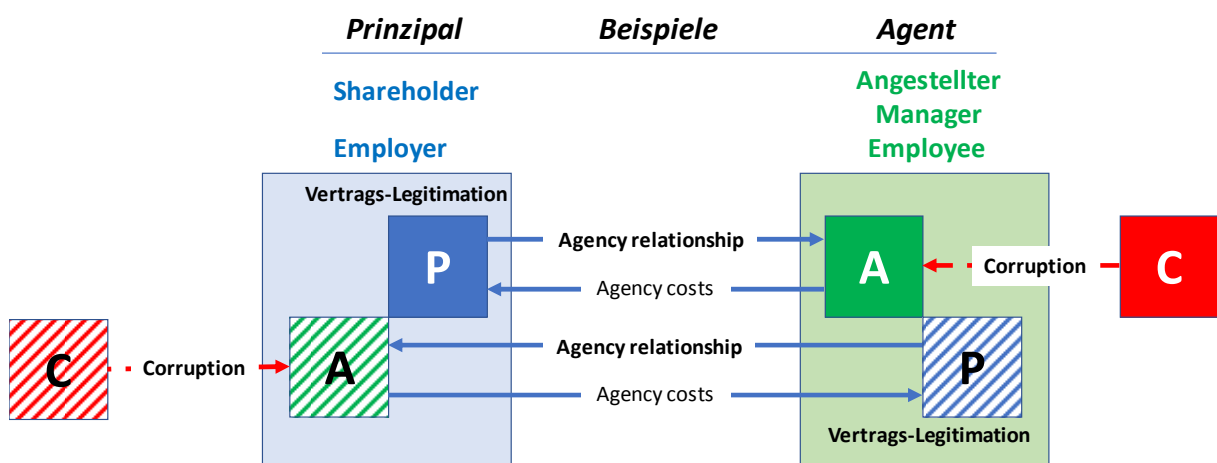 Prinzipal Beispiele Agent
Shareholder
Employer
Angestellter
Manager
Employee
Vertrags-Legitimation
P
Agency relationship
A
Corruption
C
Agency costs
C
Corruption
A
Agency relationship
P
Agency costs
Vertrags-Legitimation